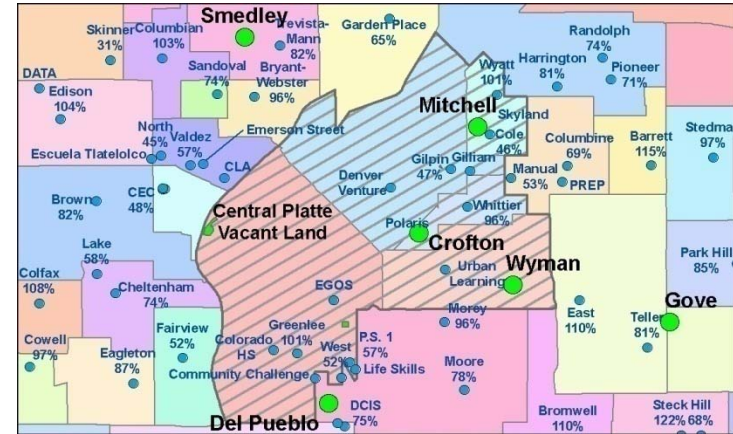 Smedley
Skinner
31%
Columbian
103%
Trevista-
Mann
82%
Garden Place
65%
Randolph
74%
Harrington
81%
Pioneer
71%
DATA
Edison
104%
Sandoval
74%
Bryant-
Webster
96%
Wyatt
101%
Mitchell
Skyland
Cole
46%
Columbine
69%
Barrett
115%
Stedma
97%
North
45%
Valdez
57%
Emerson Street
Escuela Tlatelolco
CLA
Gilpin
47%
Gilliam
Manual
53%
PREP
Brown
82%
CEC
48%
Denver
Venture
Whittier
96%
Central Platte
Vacant Land
Polaris
Crofton
Lake
58%
Park Hill
85%
Urban
Learning
Wyman
Colfax
108%
Cheltenham
74%
EGOS
Gove
East
110%
Teller
81%
Morey
96%
Cowell
97%
Eagleton
87%
Fairview
52%
Greenlee
101%
Colorado
HS
West
52%
P.S. 1
57%
Life Skills
Community Challenge
Moore
78%
Del Pueblo
DCIS
75%
Bromwell
110%
Steck Hill
122% 68%